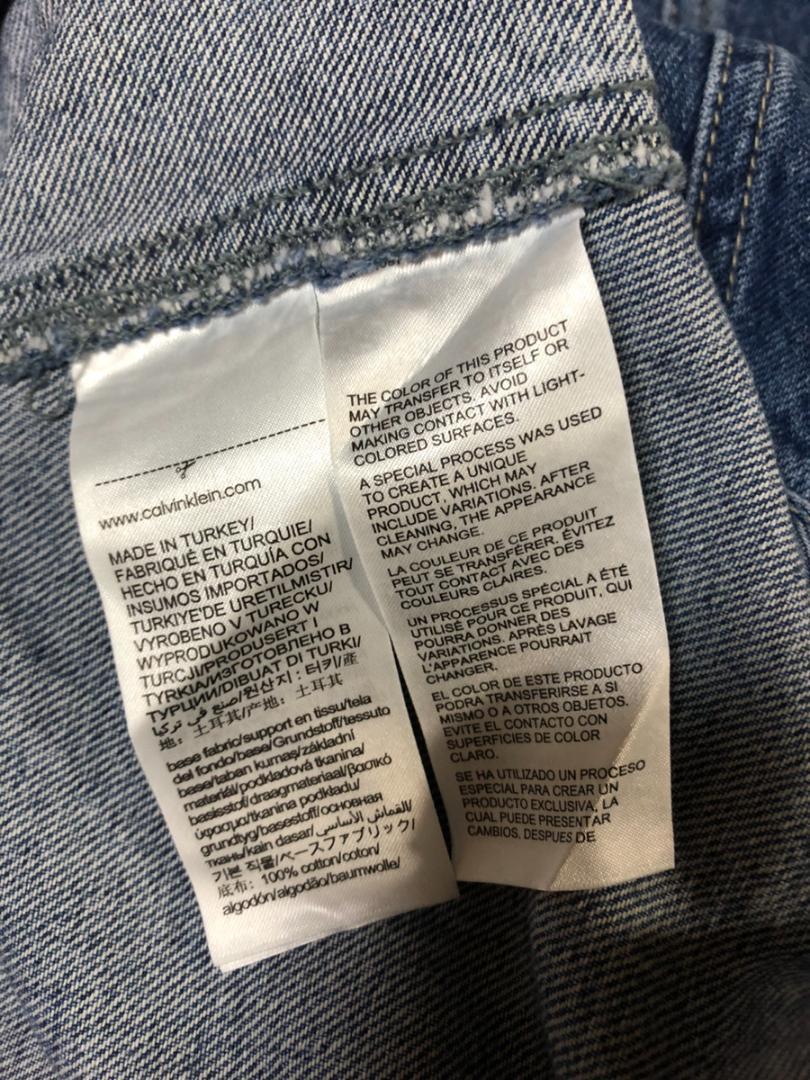 www.calvinklein.com
MADE IN TURKEY/
FABRIQUÉ EN TURQUIE/
HECHO EN TURQUÍA CON
INSUMOS IMPORTADOS/
TURKIYE'DE URETILMISTIR/
VYROBENO V TURECKU/
WYPRODUKOWANO W
TURCJI/PRODUSERT I
TYRKIA/ИЗГОТОВЛЕНО В
ТУРЦИИ/DIBUAT DI TURKI/
صنع في تركيا/원산지 : 터키/産
地: 土耳其/产地: 土耳其
base fabric/support en tissu/tela
del fondo/base/Grundstoff/tessuto
base/taban kumaş/základní
materiál/podkladová tkanina/
basisstof/draagmateriaal/βασικό
ύφασμα/tkanina podkładu/
grundtyg/basestoff/основная
ткань/kain dasar/القماش الأساسي/
기본 직물/ベースファブリック/
底布: 100% cotton/coton/
algodón/algodão/baumwolle/
THE COLOR OF THIS PRODUCT
MAY TRANSFER TO ITSELF OR
OTHER OBJECTS. AVOID
MAKING CONTACT WITH LIGHT-
COLORED SURFACES.
A SPECIAL PROCESS WAS USED
TO CREATE A UNIQUE
PRODUCT, WHICH MAY
INCLUDE VARIATIONS. AFTER
CLEANING, THE APPEARANCE
MAY CHANGE.
LA COULEUR DE CE PRODUIT
PEUT SE TRANSFÉRER. ÉVITEZ
TOUT CONTACT AVEC DES
COULEURS CLAIRES.
UN PROCESSUS SPÉCIAL A ÉTÉ
UTILISÉ POUR CE PRODUIT, QUI
POURRA DONNER DES
VARIATIONS. APRÈS LAVAGE
L'APPARENCE POURRAIT
CHANGER.
EL COLOR DE ESTE PRODUCTO
PODRA TRANSFERIRSE A SI
MISMO O A OTROS OBJETOS.
EVITE EL CONTACTO CON
SUPERFICIES DE COLOR
CLARO.
SE HA UTILIZADO UN PROCESO
ESPECIAL PARA CREAR UN
PRODUCTO EXCLUSIVA, LA
CUAL PUEDE PRESENTAR
CAMBIOS. DESPUES DE